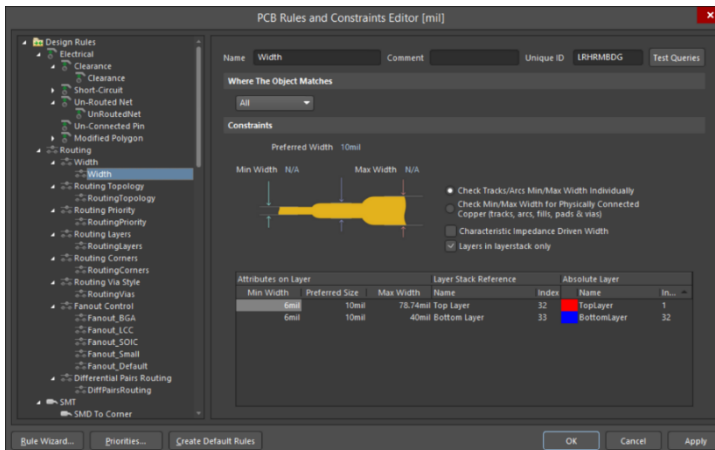 PCB Rules and Constraints Editor [mil]
Design Rules
Electrical
Clearance
Clearance
Short-Circuit
Un-Routed Net
UnRoutedNet
Un-Connected Pin
Modified Polygon
Routing
Width
Width
Routing Topology
RoutingTopology
Routing Priority
RoutingPriority
Routing Layers
RoutingLayers
Routing Corners
RoutingCorners
Routing Via Style
RoutingVias
Fanout Control
Fanout_BGA
Fanout_LCC
Fanout_SOIC
Fanout_Small
Fanout_Default
Differential Pairs Routing
DiffPairsRouting
SMT
SMD To Corner
Name Width Comment Unique ID LRHRMBDG Test Queries
Where The Object Matches
All
Constraints
Preferred Width 10mil
Min Width N/A Max Width N/A
Check Tracks/Arcs Min/Max Width Individually
Check Min/Max Width for Physically Connected
Copper (tracks, arcs, fills, pads & vias)
Characteristic Impedance Driven Width
Layers in layerstack only
Attributes on Layer Layer Stack Reference Absolute Layer
Min Width Preferred Size Max Width Name Index Name In...
6mil 10mil 78.74mil Top Layer 32 TopLayer 1
6mil 10mil 40mil Bottom Layer 33 BottomLayer 32
Rule Wizard... Priorities... Create Default Rules OK Cancel Apply